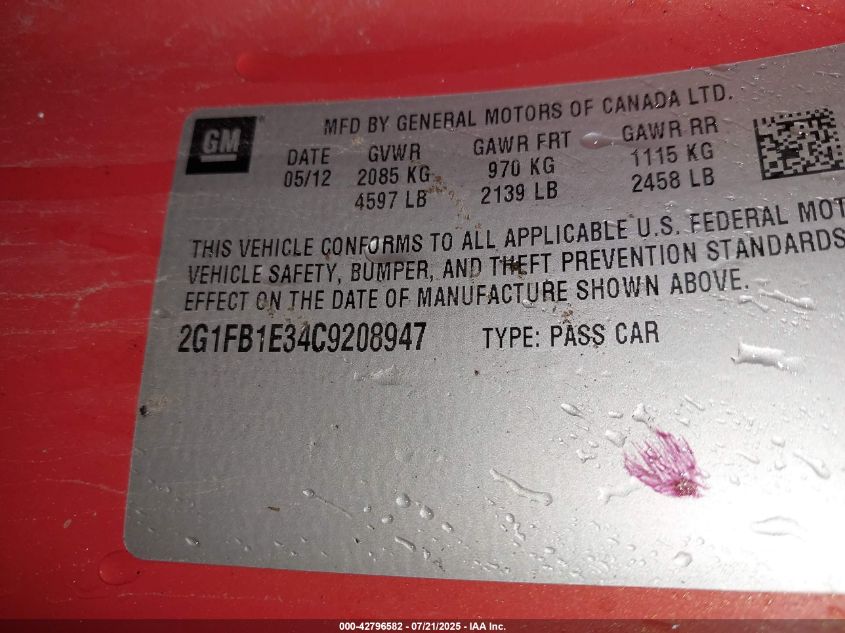 GM
MFD BY GENERAL MOTORS OF CANADA LTD.
DATE GVWR GAWR FRT GAWR RR
05/12 2085 KG 970 KG 1115 KG
4597 LB 2139 LB 2458 LB
THIS VEHICLE CONFORMS TO ALL APPLICABLE U.S. FEDERAL MOT
VEHICLE SAFETY, BUMPER, AND THEFT PREVENTION STANDARDS
EFFECT ON THE DATE OF MANUFACTURE SHOWN ABOVE.
2G1FB1E34C9208947 TYPE: PASS CAR
000-42796582 - 07/21/2025 - IAA Inc.